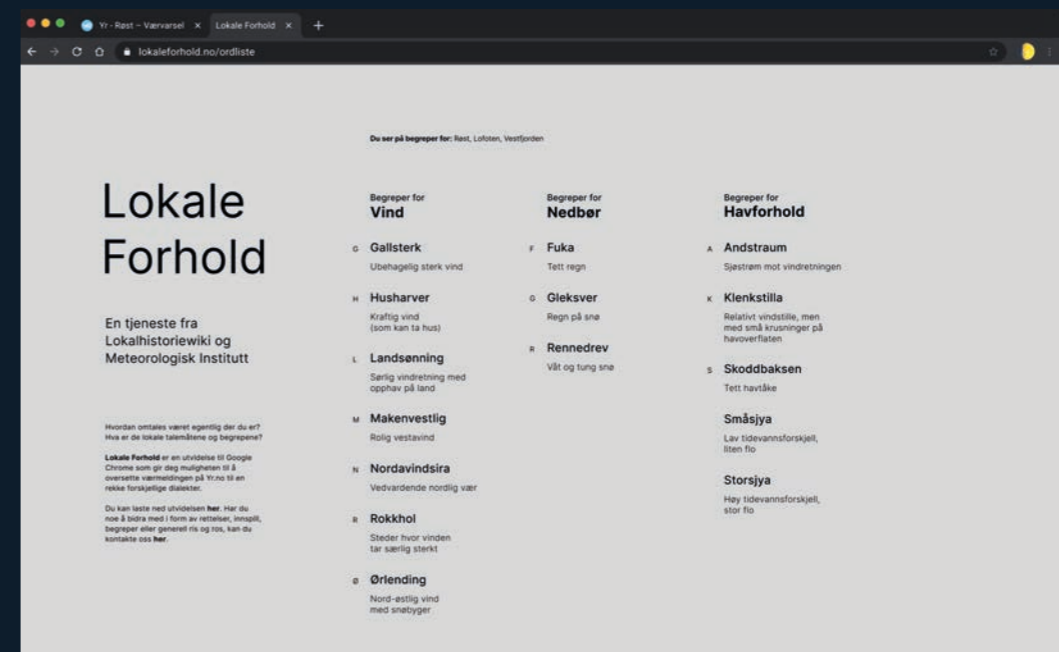 Yr - Røst – Værvarsel
Lokale Forhold
lokaleforhold.no/ordliste
Du ser på begreper for: Røst, Lofoten, Vestfjorden
Lokale
Forhold
En tjeneste fra
Lokalhistoriewiki og
Meteorologisk Institutt
Hvordan omtales været egentlig der du er?
Hva er de lokale talemåtene og begrepene?
Lokale Forhold er en utvidelse til Google
Chrome som gir deg muligheten til å
oversette værmeldingen på Yr.no til en
rekke forskjellige dialekter.
Du kan laste ned utvidelsen her. Har du
noe å bidra med i form av rettelser, innspill,
begreper eller generell ris og ros, kan du
kontakte oss her.
Begreper for
Vind
G Gallsterk
Ubehagelig sterk vind
H Husharver
Kraftig vind
(som kan ta hus)
L Landsønning
Sørlig vindretning med
opphav på land
M Makenvestlig
Rolig vestavind
N Nordavindsira
Vedvardende nordlig vær
R Rokkhol
Steder hvor vinden
tar særlig sterkt
Ø Ørlending
Nord-østlig vind
med snøbyger
Begreper for
Nedbør
F Fuka
Tett regn
G Gleksver
Regn på snø
R Rennedrev
Våt og tung snø
Begreper for
Havforhold
A Andstraum
Sjøstrøm mot vindretningen
K Klenkstilla
Relativt vindstille, men
med små krusninger på
havoverflaten
S Skoddbaksen
Tett havtåke
Småsjya
Lav tidevannsforskjell,
liten flo
Storsjya
Høy tidevannsforskjell,
stor flo